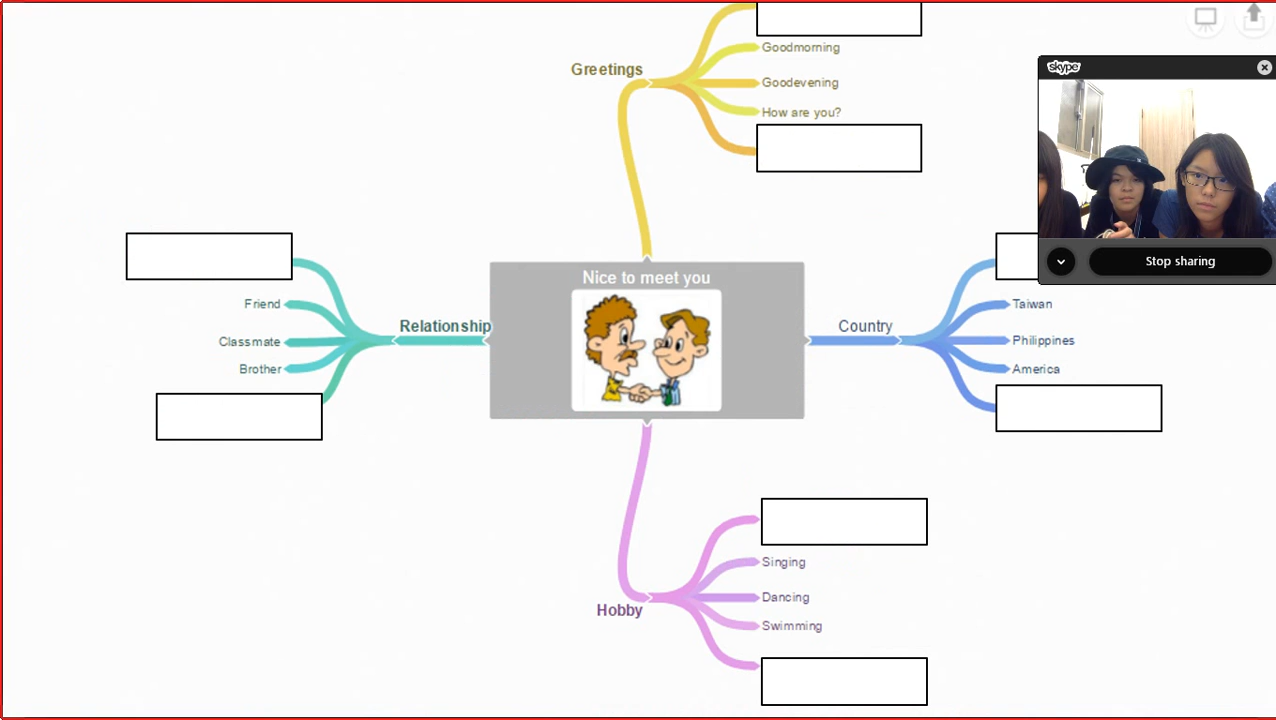 Greetings
Goodmorning
Goodevening
How are you?
skype
Stop sharing
Nice to meet you
Relationship
Friend
Classmate
Brother
Country
Taiwan
Philippines
America
Hobby
Singing
Dancing
Swimming